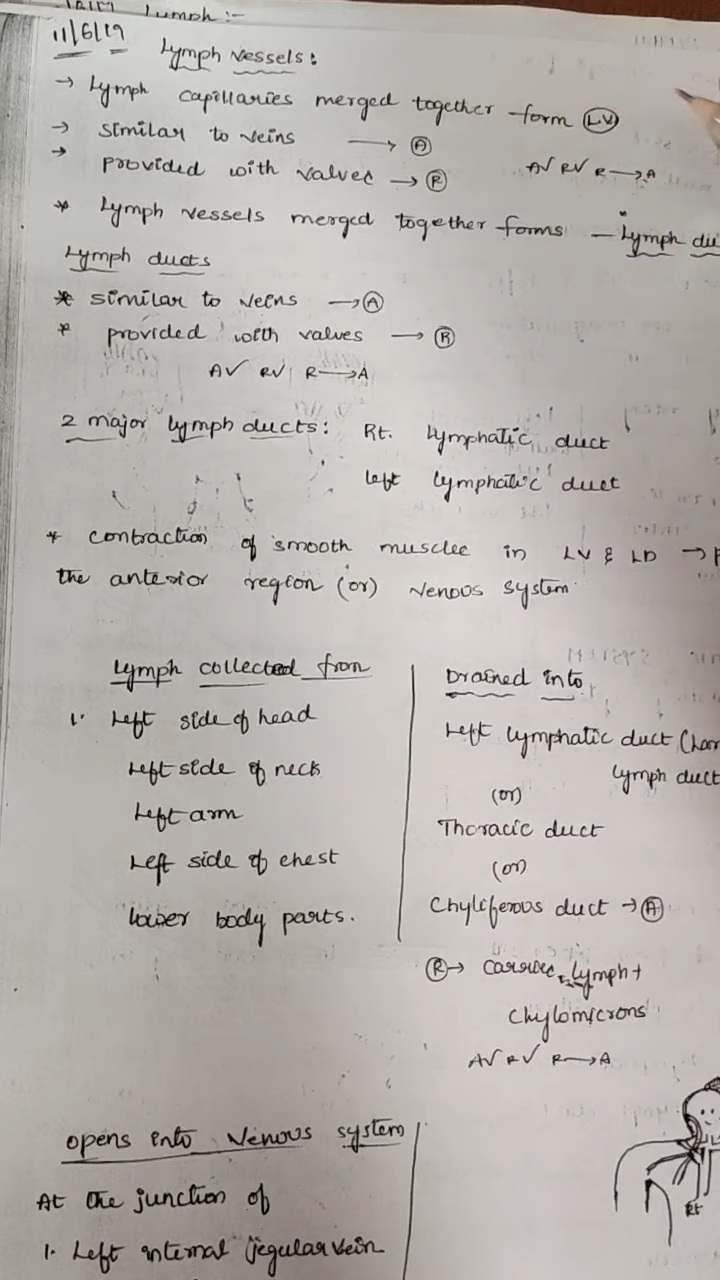 Lymph :-
11/6/19 Lymph vessels :
→ Lymph capillaries merged together form (LV)
→ similar to veins → (A)
→ provided with valves → (R) A✓ R✓ R → A
* Lymph vessels merged together forms — Lymph du
Lymph ducts
* similar to veins → (A)
* provided with valves → (R)
A✓ R✓ R → A
2 major lymph ducts : Rt. lymphatic duct
Left lymphatic duct
* contraction of smooth muscles in LV & LD →
the anterior region (or) Venous system
Lymph collected from
1. Left side of head
Left side of neck
Left arm
Left side of chest
lower body parts.
Drained into
Left lymphatic duct
lymph duct
(or)
Thoracic duct
(or)
Chyliferous duct → (A)
(R) → Carries lymph +
Chylomicrons
A✓ R✓ R → A
opens into Venous system
At the junction of
1. Left internal jegular vein
Rt